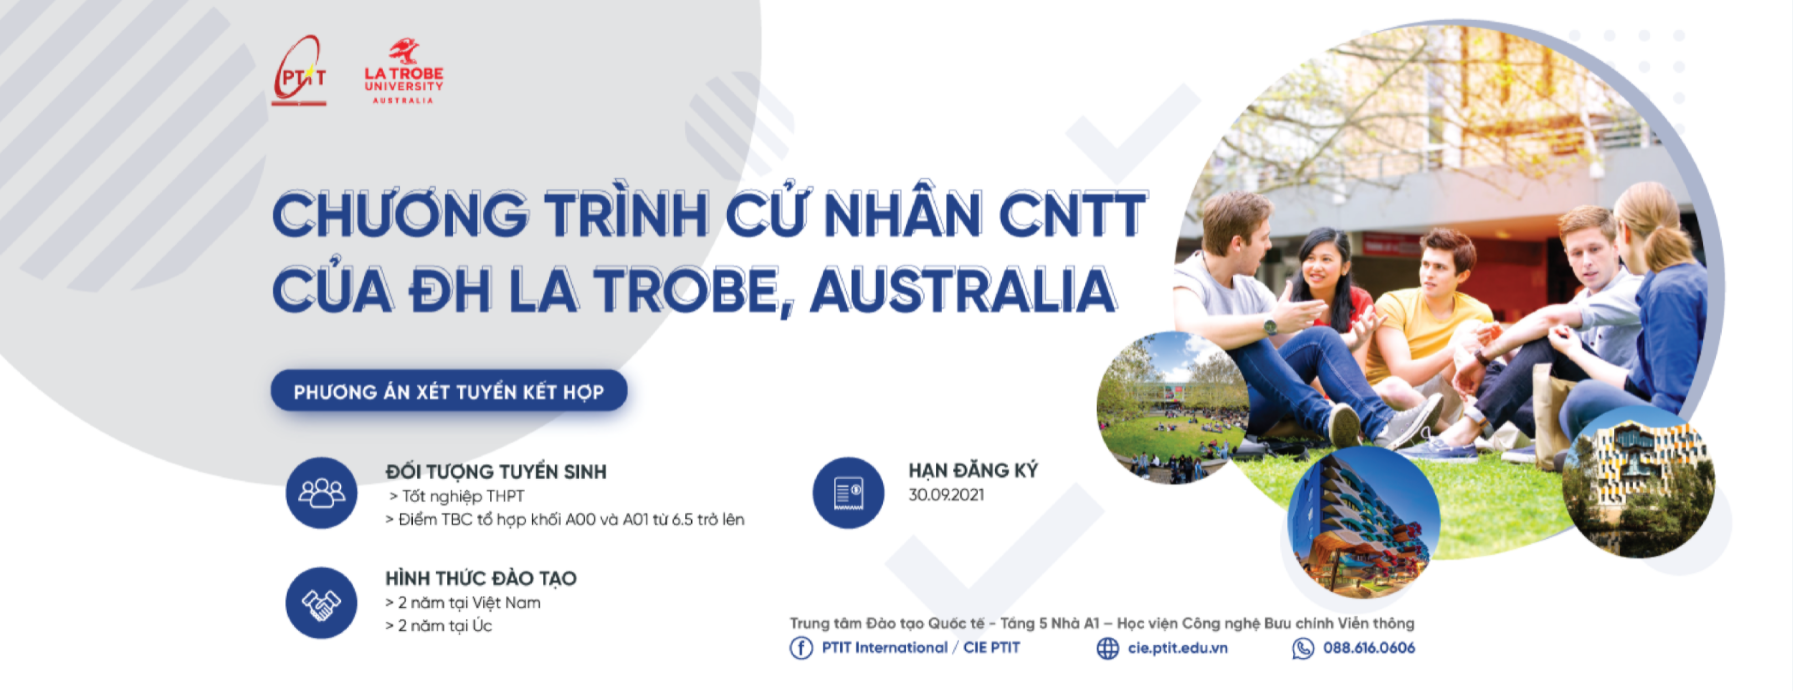 PTIT
LA TROBE
UNIVERSITY
AUSTRALIA
CHƯƠNG TRÌNH CỬ NHÂN CNTT
CỦA ĐH LA TROBE, AUSTRALIA
PHƯƠNG ÁN XÉT TUYỂN KẾT HỢP
ĐỐI TƯỢNG TUYỂN SINH
> Tốt nghiệp THPT
> Điểm TBC tổ hợp khối A00 và A01 từ 6.5 trở lên
HẠN ĐĂNG KÝ
30.09.2021
HÌNH THỨC ĐÀO TẠO
> 2 năm tại Việt Nam
> 2 năm tại Úc
Trung tâm Đào tạo Quốc tế - Tầng 5 Nhà A1 – Học viện Công nghệ Bưu chính Viễn thông
PTIT International / CIE PTIT
cie.ptit.edu.vn
088.616.0606